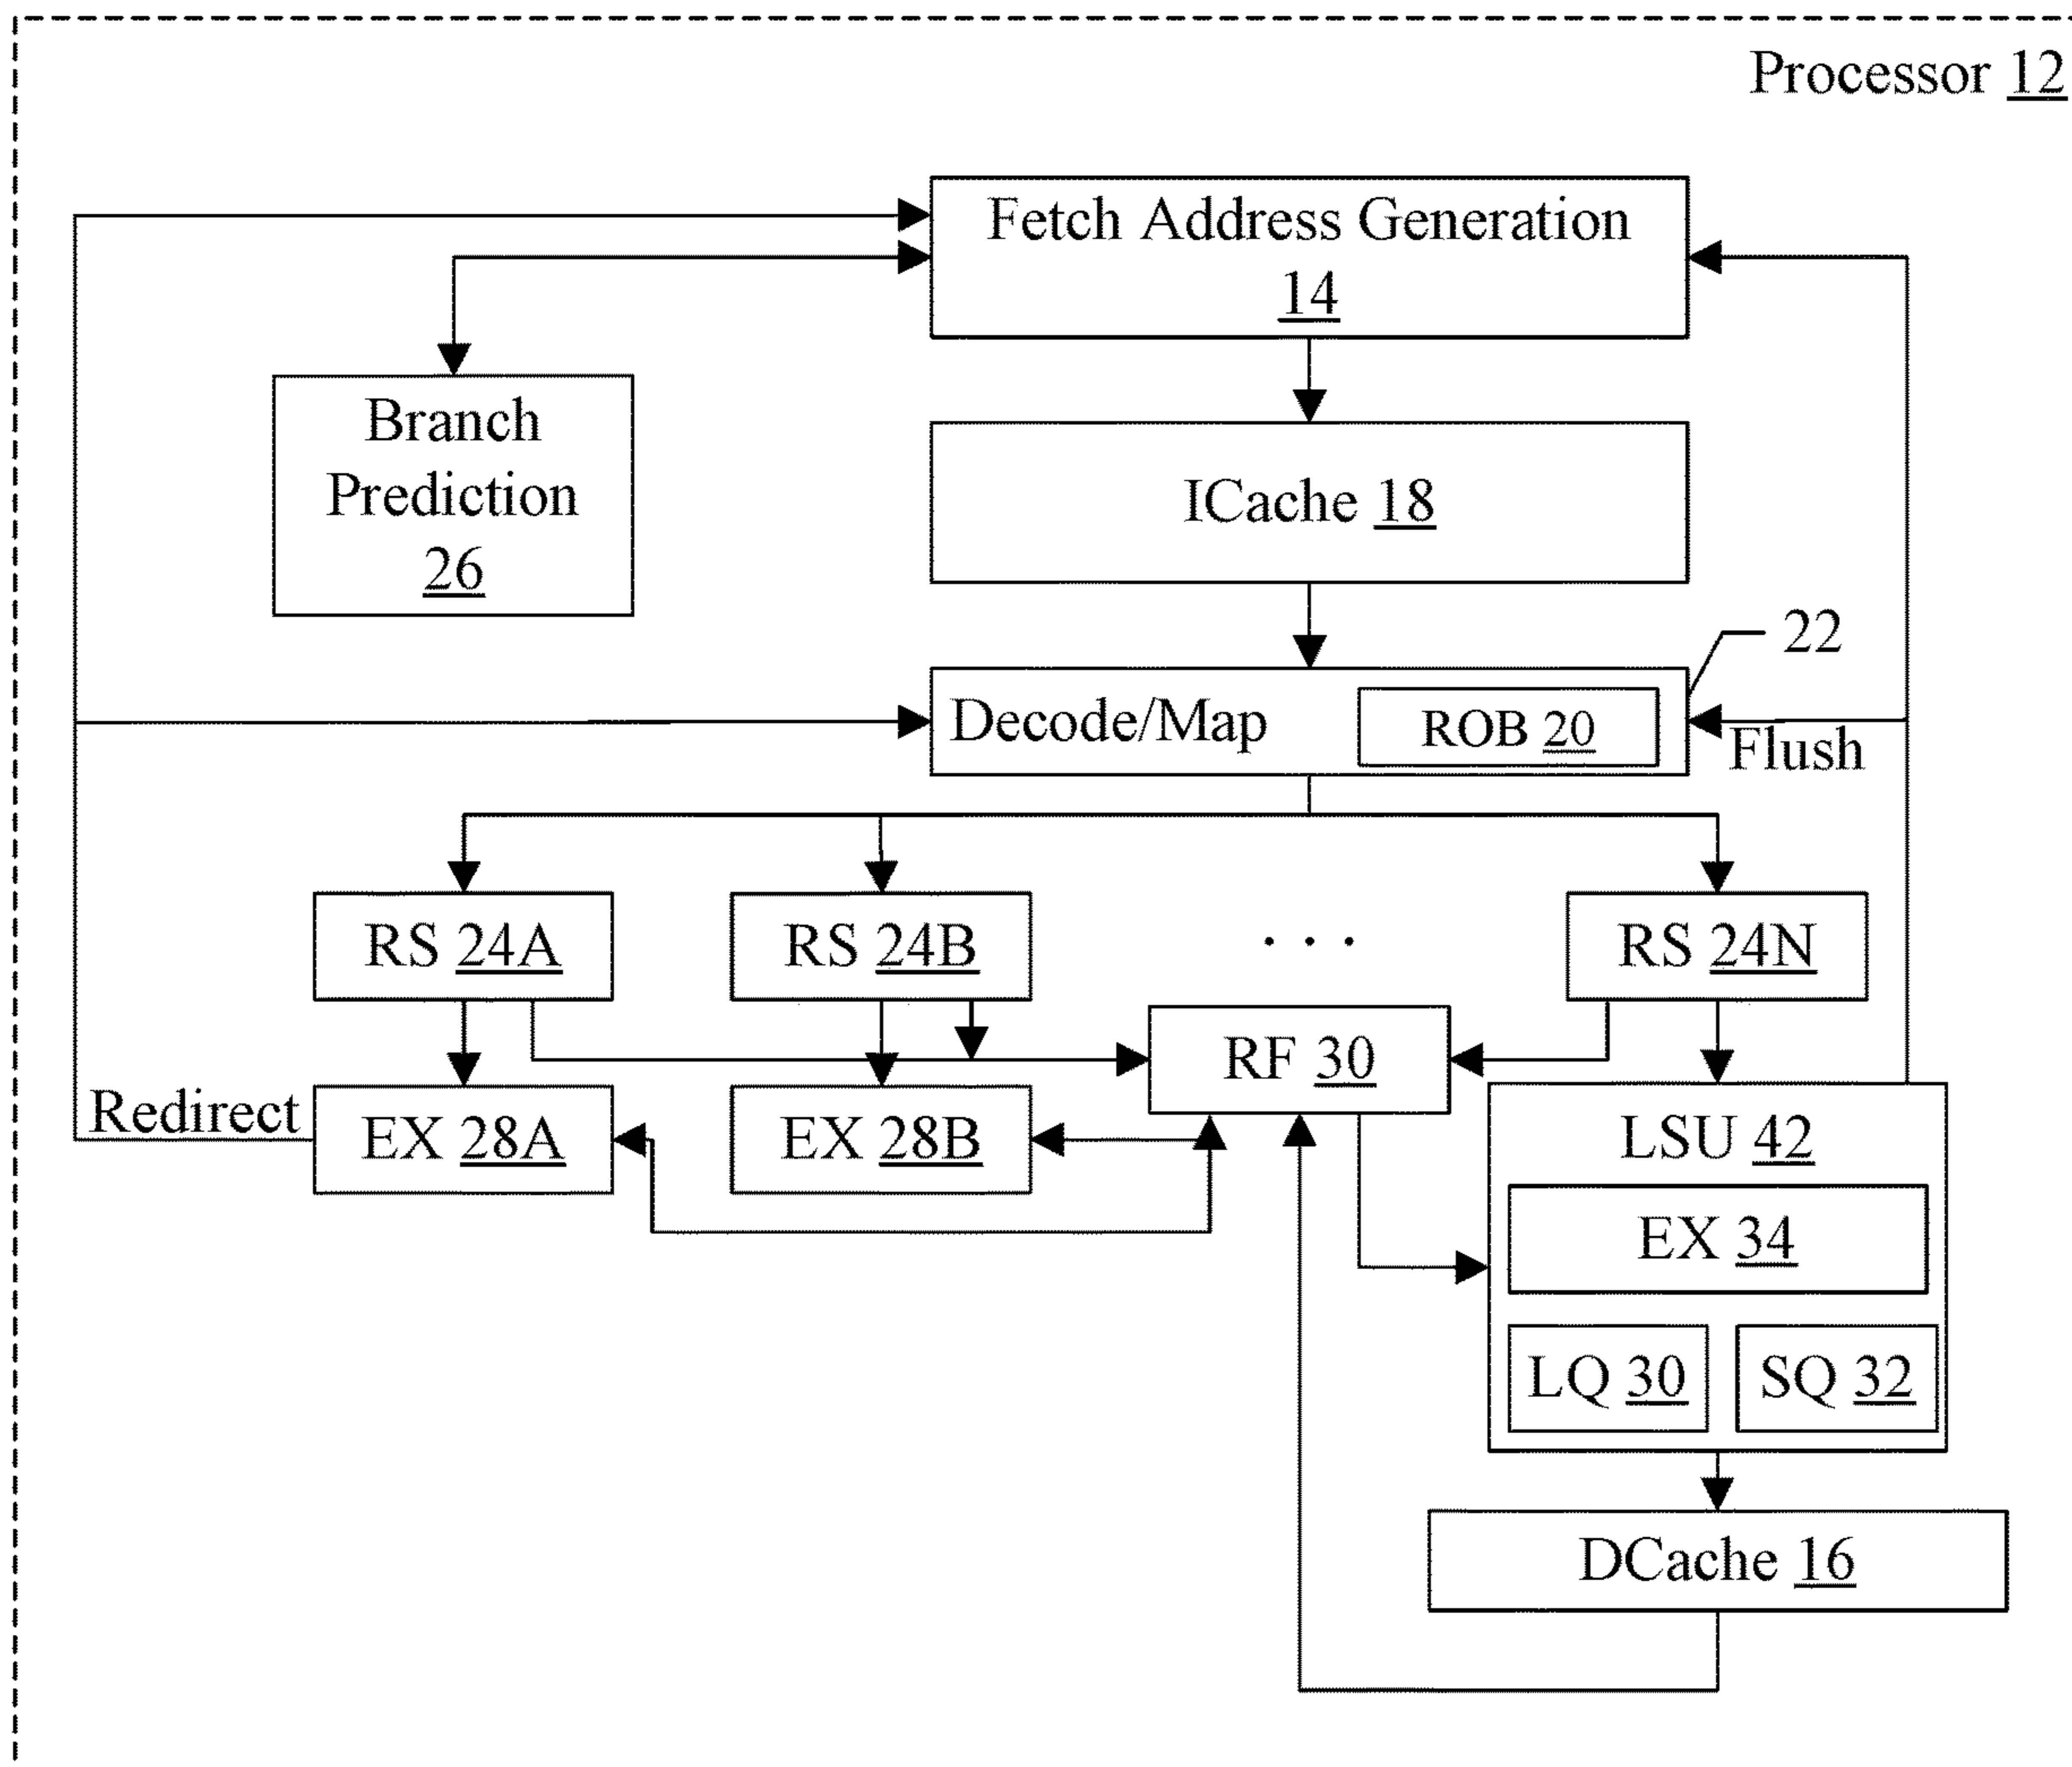 Processor 12
Fetch Address Generation
14
Branch
Prediction
26
ICache 18
22
Decode/Map
ROB 20
Flush
RS 24A
RS 24B
. . .
RS 24N
RF 30
Redirect
EX 28A
EX 28B
LSU 42
EX 34
LQ 30
SQ 32
DCache 16